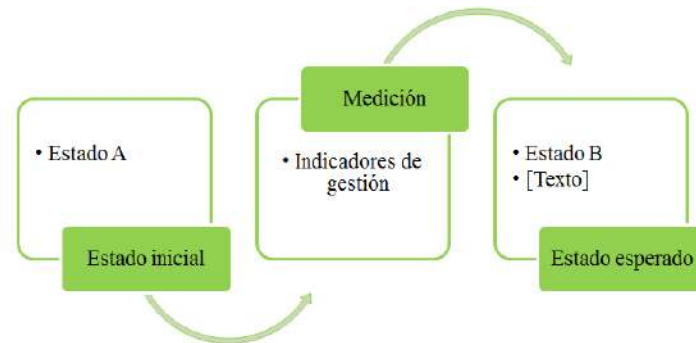 • Estado A
Estado inicial
Medición
• Indicadores de
gestión
• Estado B
• [Texto]
Estado esperado